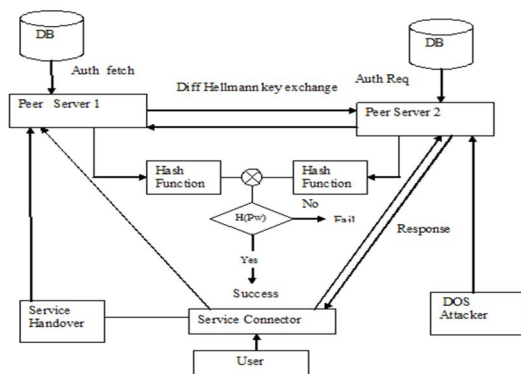 DB
DB
Auth fetch
Auth Req
Diff Hellmann key exchange
Peer Server 1
Peer Server 2
Hash
Function
Hash
Function
H(Pw)
No
Fail
Yes
Success
Response
Service
Handover
Service Connector
DOS
Attacker
User